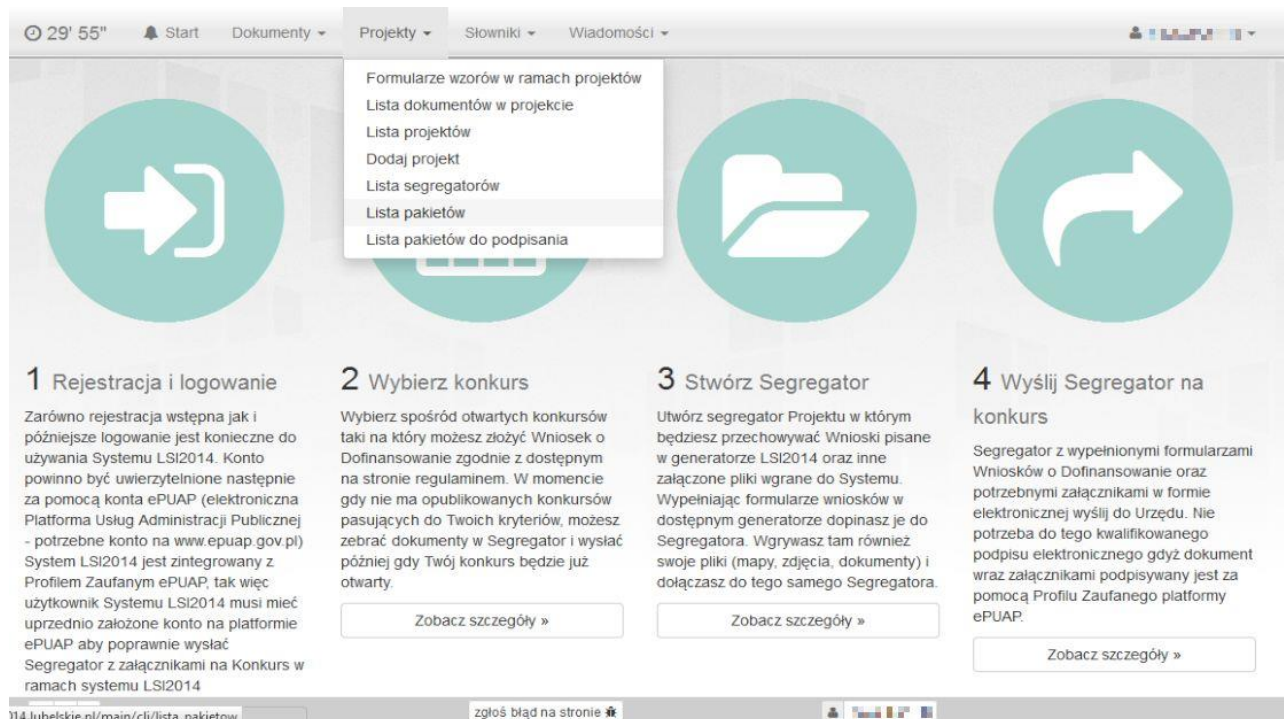 29' 55" Start Dokumenty Projekty Słowniki Wiadomości
Formularze wzorów w ramach projektów
Lista dokumentów w projekcie
Lista projektów
Dodaj projekt
Lista segregatorów
Lista pakietów
Lista pakietów do podpisania
1 Rejestracja i logowanie
Zarówno rejestracja wstępna jak i
późniejsze logowanie jest konieczne do
używania Systemu LSI2014. Konto
powinno być uwierzytelnione następnie
za pomocą konta ePUAP (elektroniczna
Platforma Usług Administracji Publicznej
- potrzebne konto na www.epuap.gov.pl)
System LSI2014 jest zintegrowany z
Profilem Zaufanym ePUAP, tak więc
użytkownik Systemu LSI2014 musi mieć
uprzednio założone konto na platformie
ePUAP aby poprawnie wysłać
Segregator z załącznikami na Konkurs w
ramach systemu LSI2014
2 Wybierz konkurs
Wybierz spośród otwartych konkursów
taki na który możesz złożyć Wniosek o
Dofinansowanie zgodnie z dostępnym
na stronie regulaminem. W momencie
gdy nie ma opublikowanych konkursów
pasujących do Twoich kryteriów, możesz
zebrać dokumenty w Segregator i wysłać
później gdy Twój konkurs będzie już
otwarty.
Zobacz szczegóły »
3 Stwórz Segregator
Utwórz segregator Projektu w którym
będziesz przechowywać Wnioski pisane
w generatorze LSI2014 oraz inne
załączone pliki wgrane do Systemu.
Wypełniając formularze wniosków w
dostępnym generatorze dopinasz je do
Segregatora. Wgrywasz tam również
swoje pliki (mapy, zdjęcia, dokumenty) i
dołączasz do tego samego Segregatora.
Zobacz szczegóły »
4 Wyślij Segregator na
konkurs
Segregator z wypełnionymi formularzami
Wniosków o Dofinansowanie oraz
potrzebnymi załącznikami w formie
elektronicznej wyślij do Urzędu. Nie
potrzeba do tego kwalifikowanego
podpisu elektronicznego gdyż dokument
wraz załącznikami podpisywany jest za
pomocą Profilu Zaufanego platformy
ePUAP.
Zobacz szczegóły »
014.lubelskie.pl/main/cli/lista_pakietow
zgłoś błąd na stronie